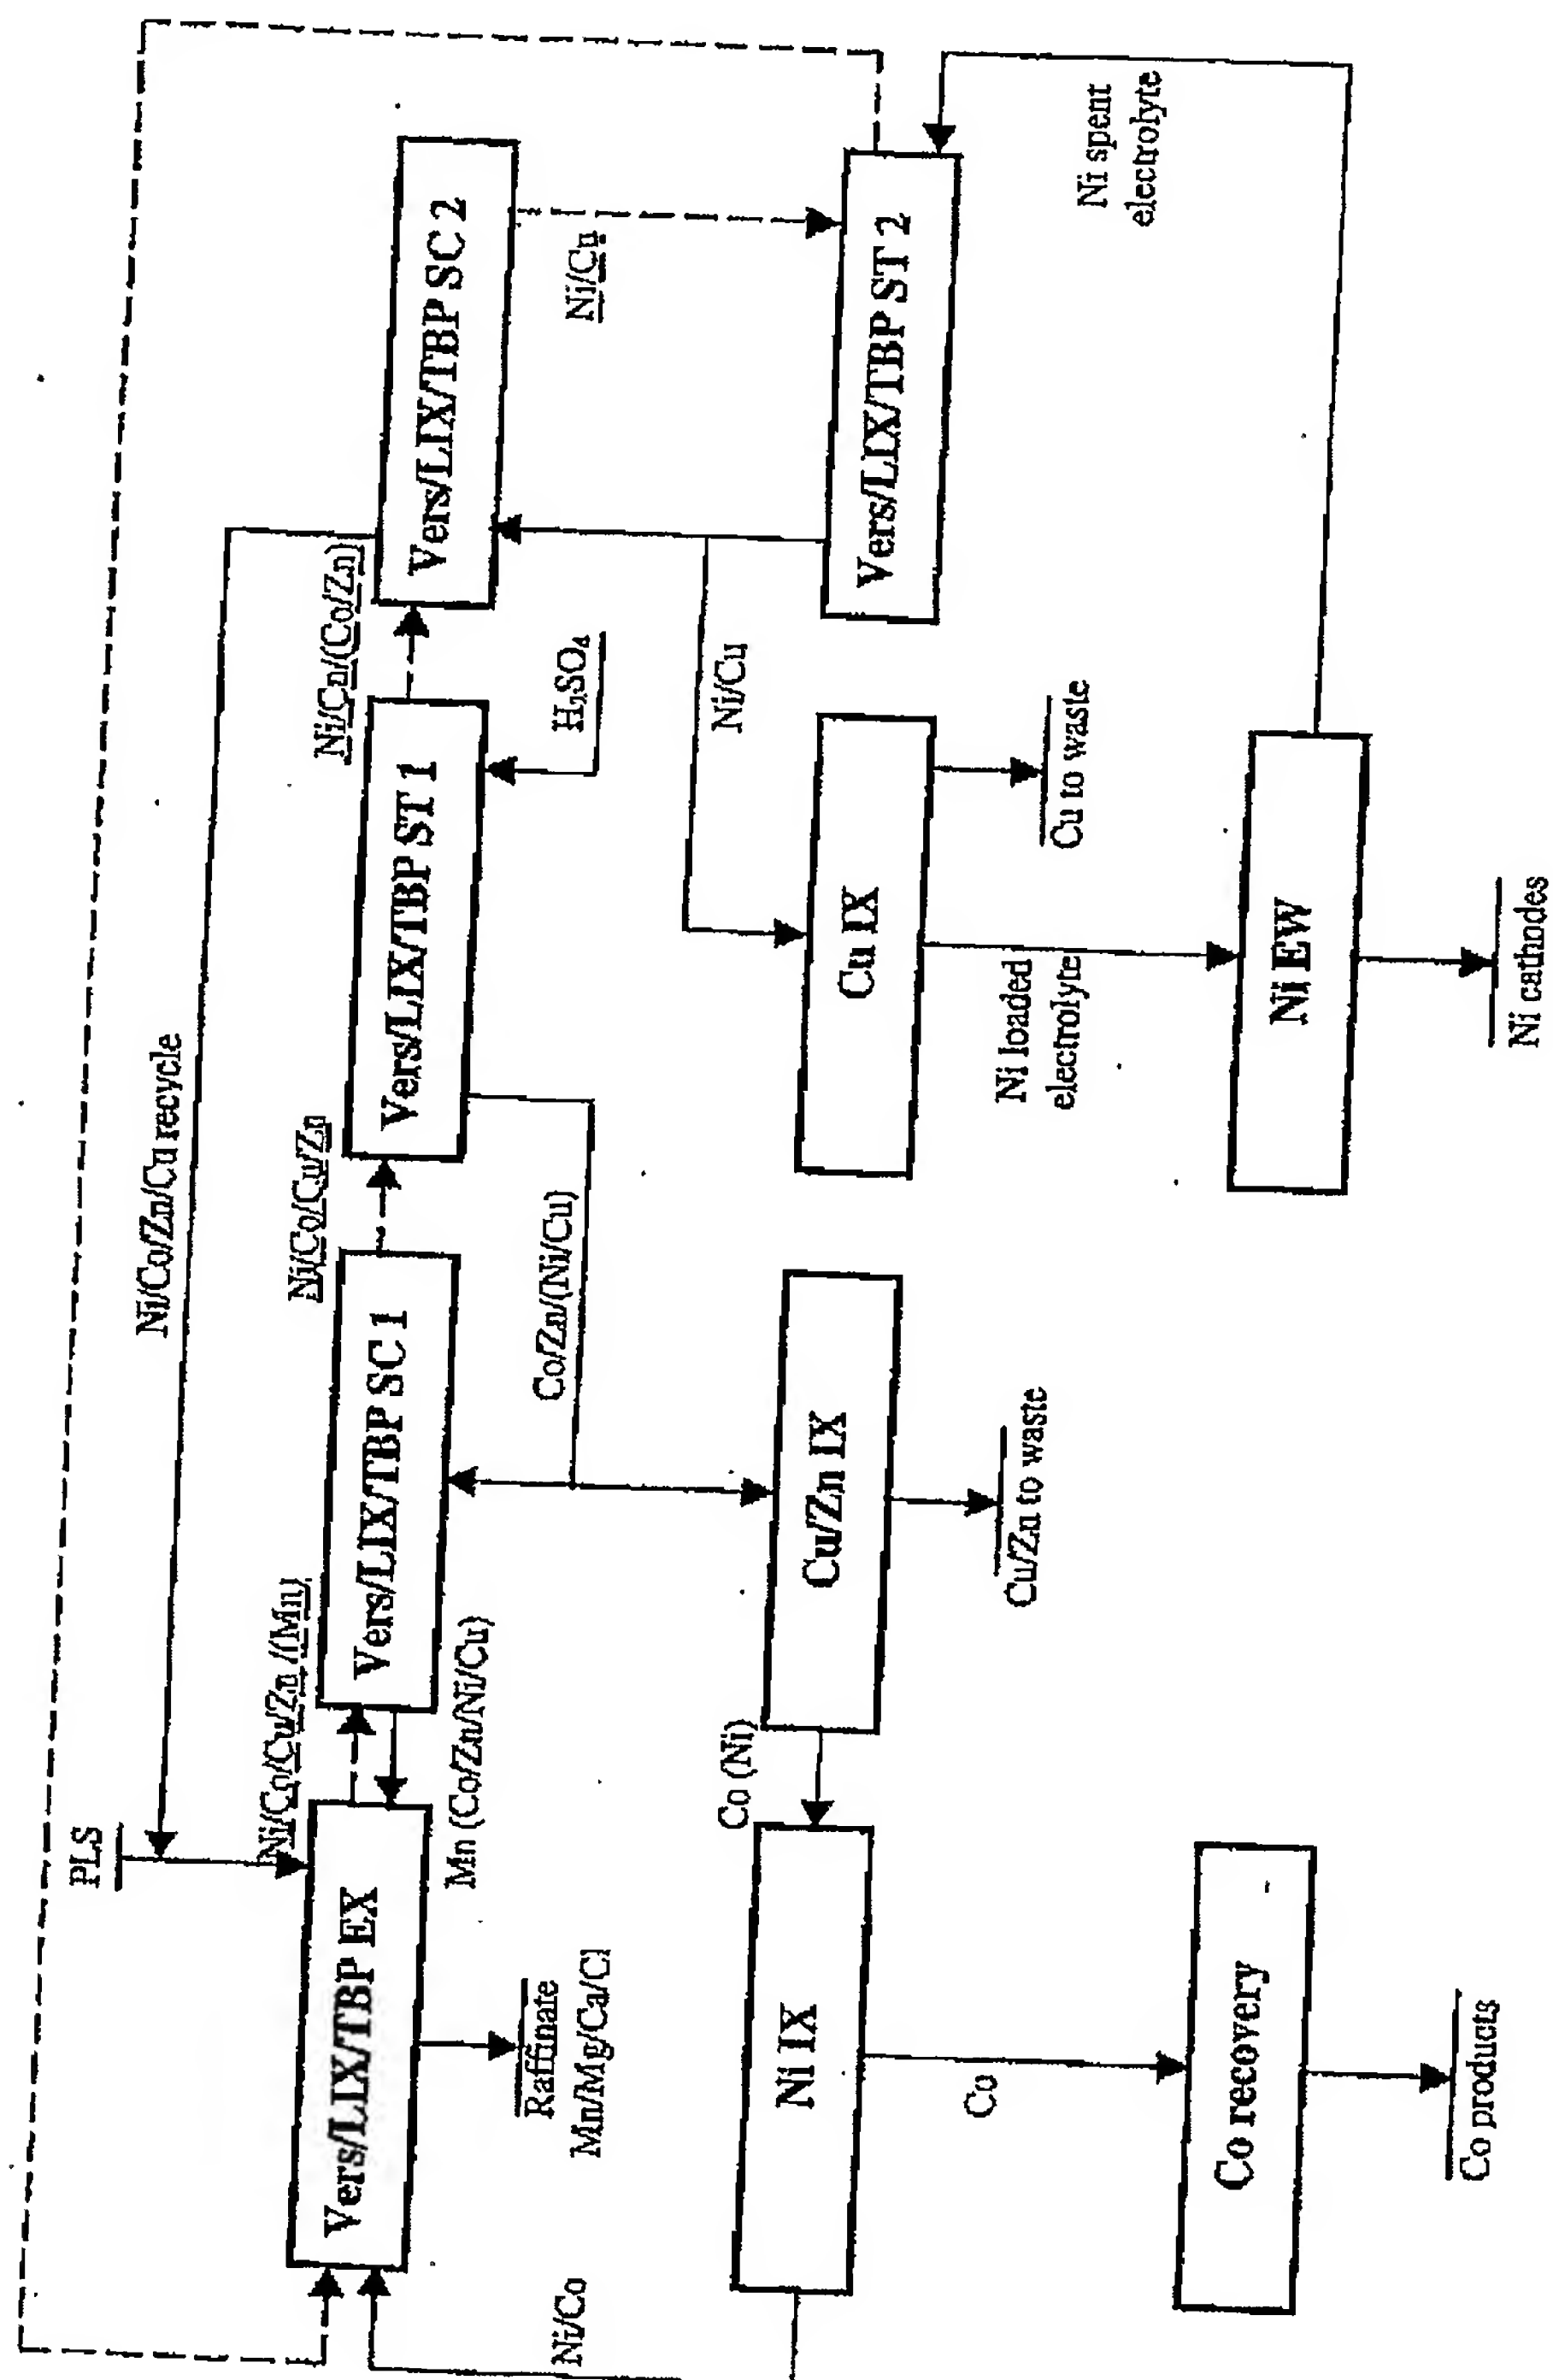 Ni/Co/Zn/Cu recycle
PLS
Ni/Co/Cu/Zn /(Mn)
Ni/Co/Cu/Zn
Ni/Cu/(Co/Zn)
Vers/LIX/TBP EX
Vers/LIX/TBP SC 1
Vers/LIX/TBP ST 1
Vers/LIX/TBP SC 2
Mn (Co/Zn/Ni/Cu)
Co/Zn/(Ni/Cu)
H2SO4
Ni/Cu
Raffinate
Mn/Mg/Ca/Cl
Ni/Co
Ni/Cu
Co (Ni)
Ni IX
Cu/Zn IX
Cu IX
Vers/LIX/TBP ST 2
Co
Cu/Zn to waste
Ni loaded
electrolyte
Cu to waste
Ni spent
electrolyte
Co recovery
Ni EW
Co products
Ni cathodes